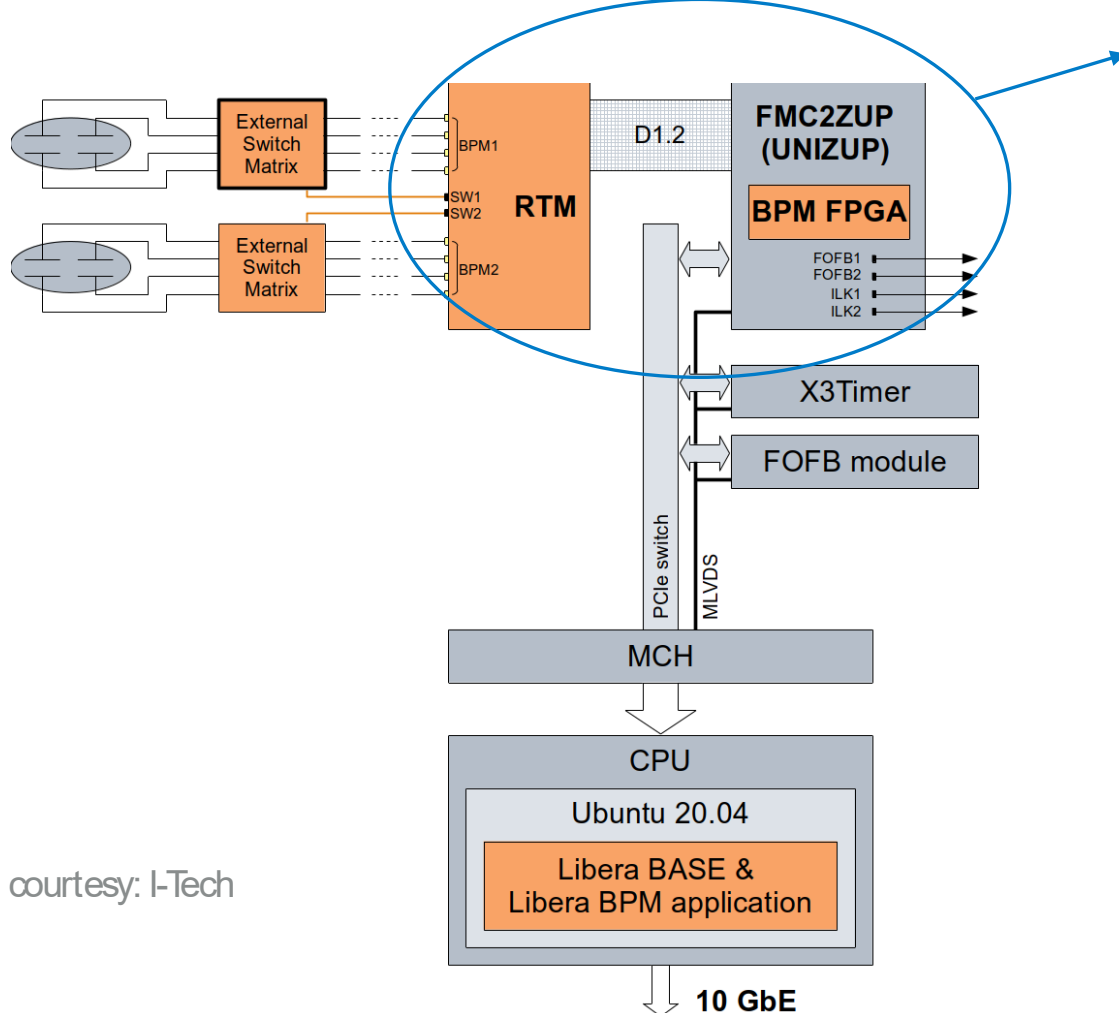 External
Switch
Matrix
BPM1
SW1
SW2
RTM
D1.2
FMC2ZUP
(UNIZUP)
BPM FPGA
FOFB1
FOFB2
ILK1
ILK2
External
Switch
Matrix
BPM2
X3Timer
FOFB module
PCIe switch
MLVDS
MCH
CPU
Ubuntu 20.04
Libera BASE &
Libera BPM application
courtesy: I-Tech
10 GbE